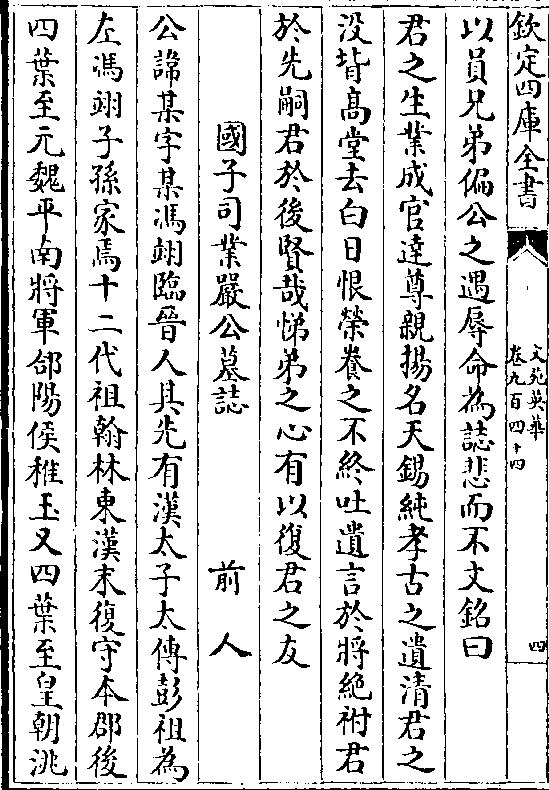 欽定四庫全書
文苑英華
卷九百四十四
四
以員兄弟偏公之遇辱命為誌悲而不文銘曰
君之生業成官達尊親揚名天錫純孝古之遺清君之
没背髙堂去白日恨榮養之不終吐遺言於將絶祔君
於先嗣君於後賢哉悌弟之心有以復君之友
國子司業嚴公墓誌 前人
公諱某字某馮翊臨晉人其先有漢太子太傅彭祖為
左馮翊子孫家焉十二代祖翰林東漢末復守本郡後
四葉至元魏平南將軍郃陽侯稚玉又四葉至皇朝洮